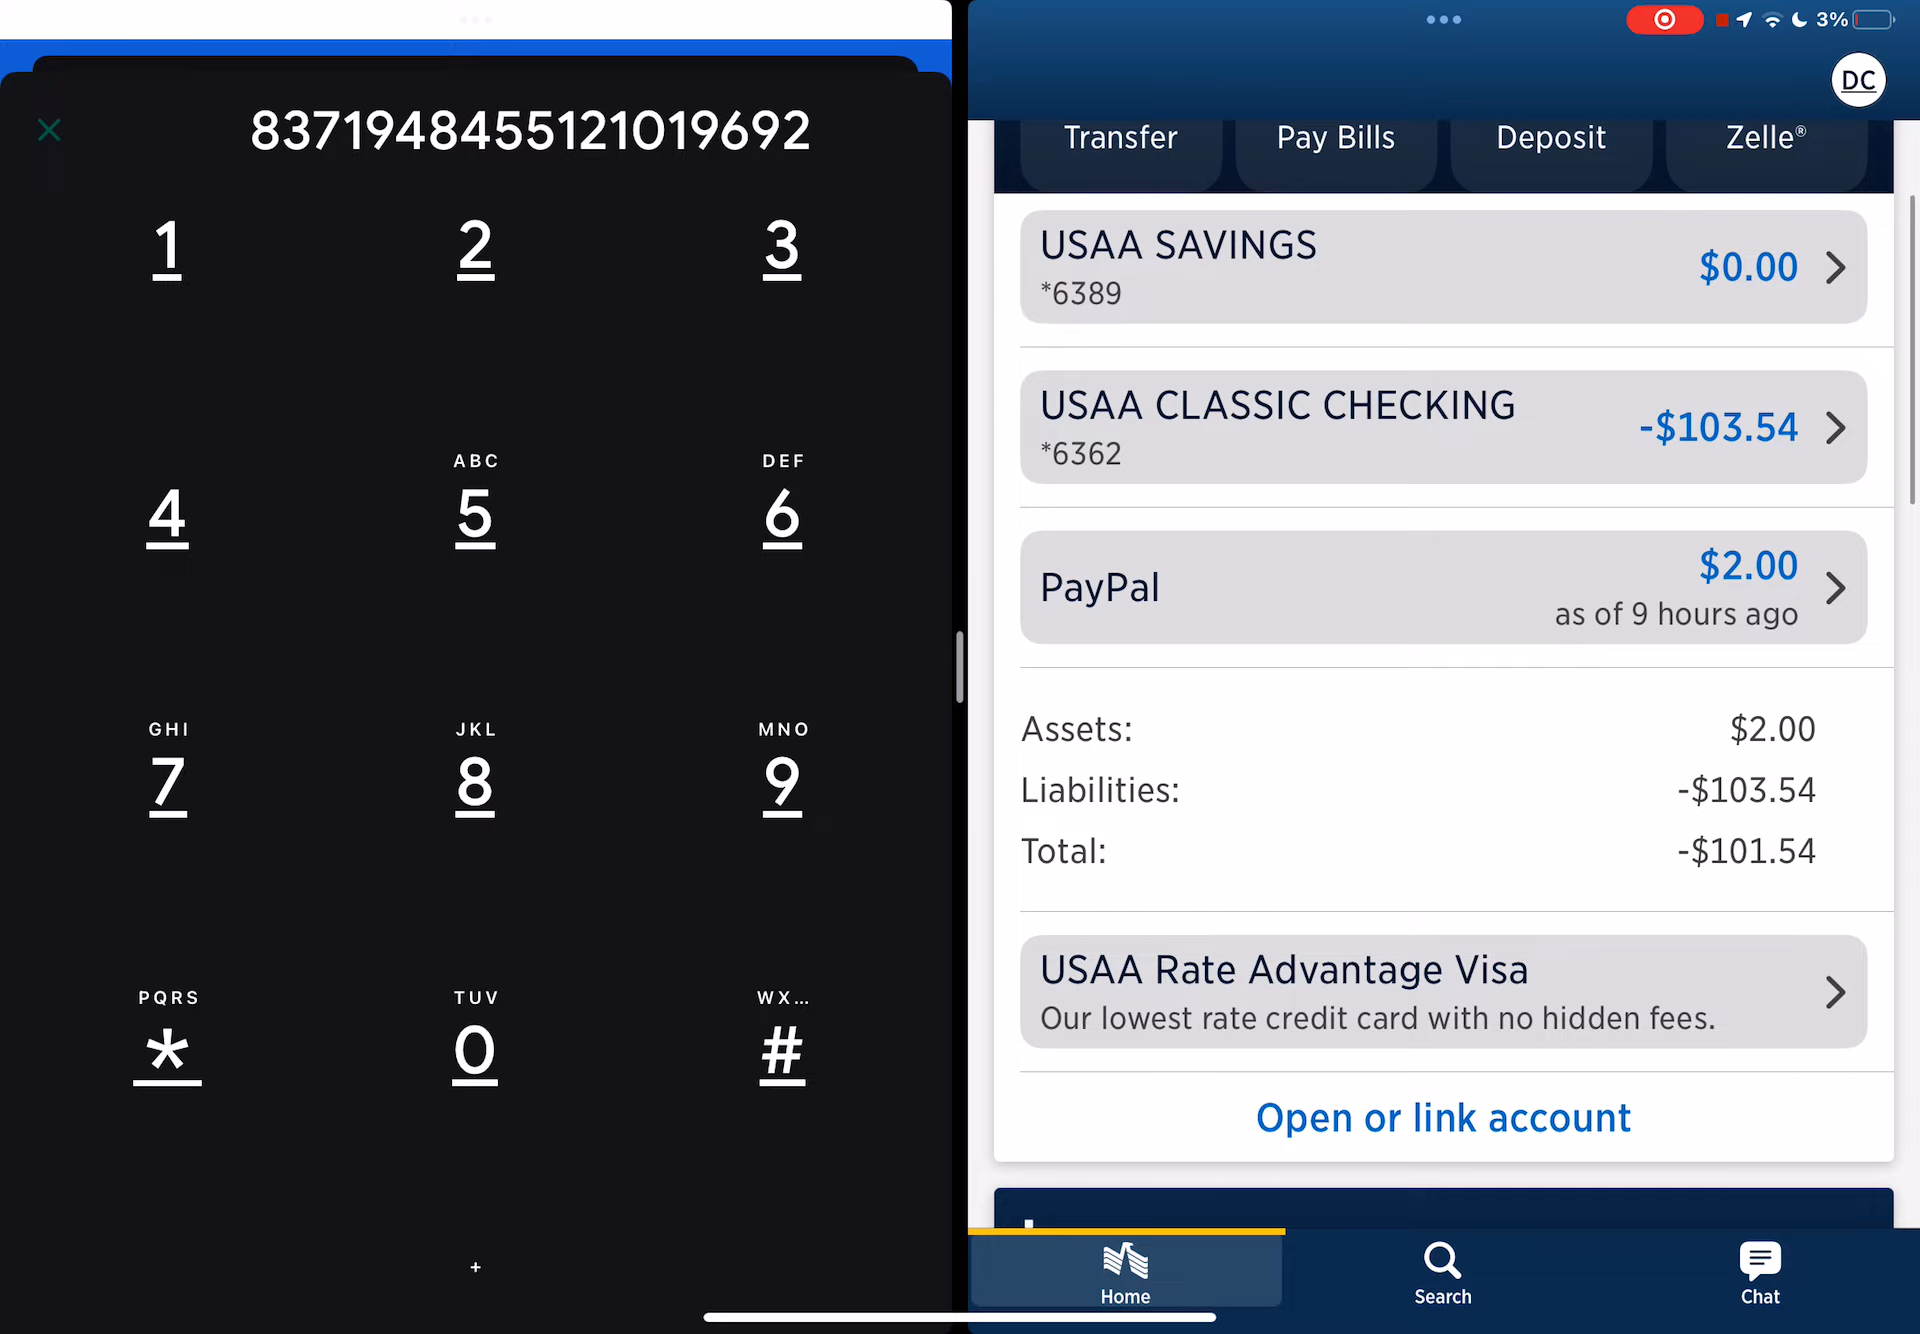 8371948455121019692
1
2
3
ABC
DEF
4
5
6
GHI
JKL
MNO
7
8
9
PQRS
TUV
WX...
*
0
#
+
3%
DC
Transfer
Pay Bills
Deposit
Zelle®
USAA SAVINGS
*6389
$0.00
USAA CLASSIC CHECKING
*6362
-$103.54
PayPal
$2.00
as of 9 hours ago
Assets: $2.00
Liabilities: -$103.54
Total: -$101.54
USAA Rate Advantage Visa
Our lowest rate credit card with no hidden fees.
Open or link account
Home
Search
Chat